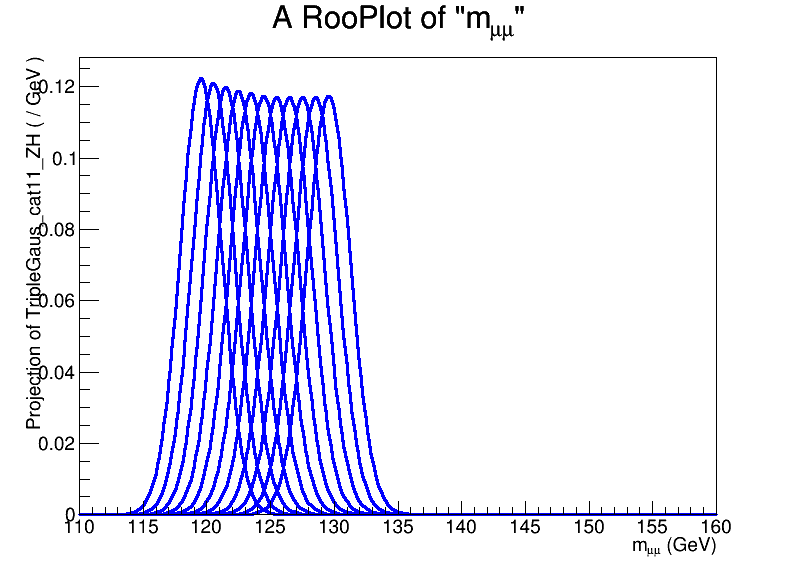 A RooPlot of "mμμ"
Projection of TripleGaus_cat11_ZH ( / GeV )
0.12
0.1
0.08
0.06
0.04
0.02
0
110 115 120 125 130 135 140 145 150 155 160
mμμ (GeV)